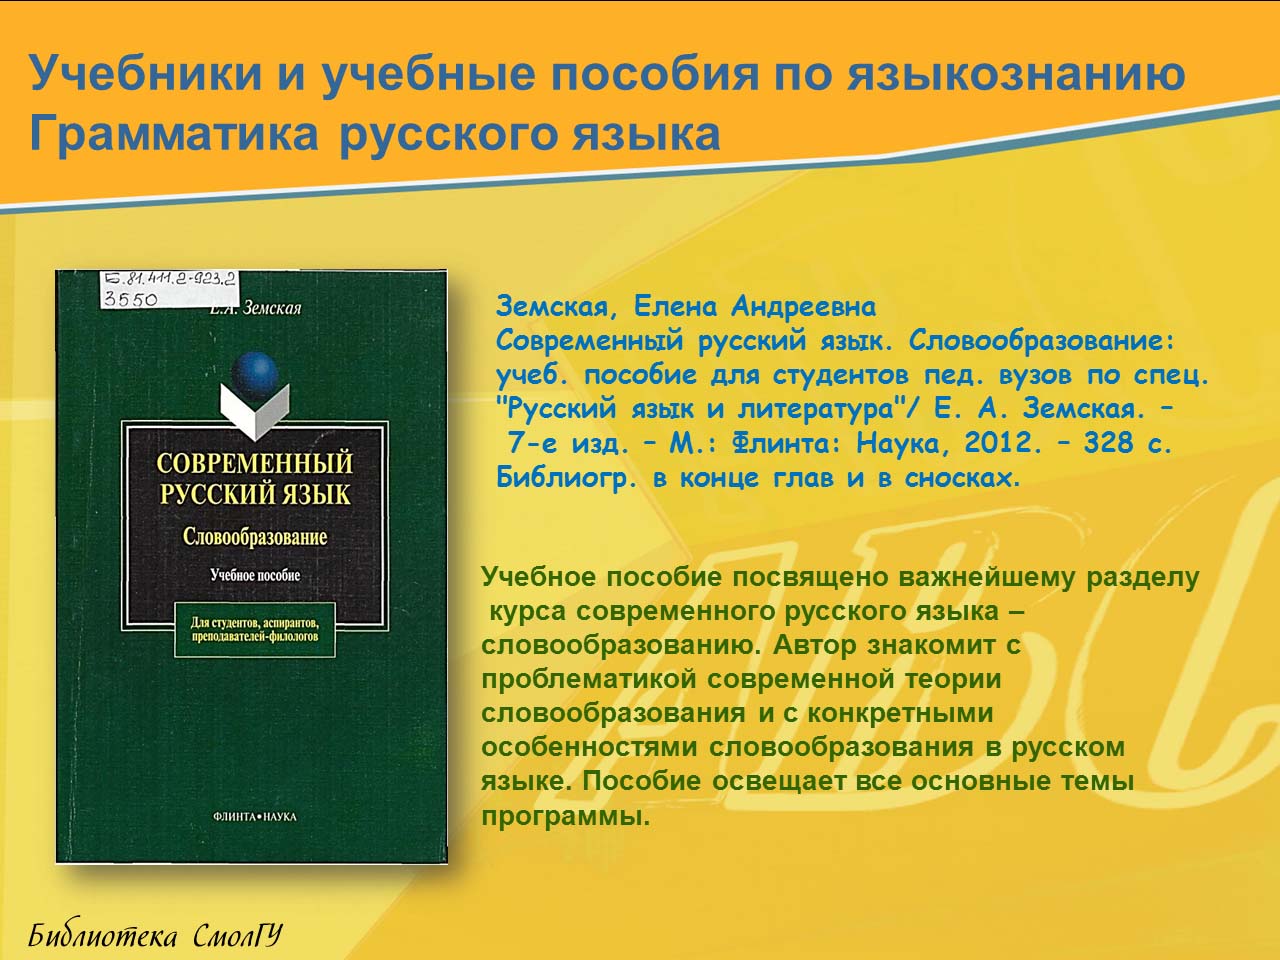 Учебники и учебные пособия по языкознанию
Грамматика русского языка
Б.81.411.2-923.2
З550
Е.А. Земская
СОВРЕМЕННЫЙ
РУССКИЙ ЯЗЫК
Словообразование
Учебное пособие
Для студентов, аспирантов,
преподавателей-филологов
ФЛИНТА•НАУКА
Земская, Елена Андреевна
Современный русский язык. Словообразование:
учеб. пособие для студентов пед. вузов по спец.
"Русский язык и литература"/ Е. А. Земская. –
7-е изд. – М.: Флинта: Наука, 2012. – 328 с.
Библиогр. в конце глав и в сносках.
Учебное пособие посвящено важнейшему разделу
курса современного русского языка –
словообразованию. Автор знакомит с
проблематикой современной теории
словообразования и с конкретными
особенностями словообразования в русском
языке. Пособие освещает все основные темы
программы.
ABC
Библиотека СмолГУ